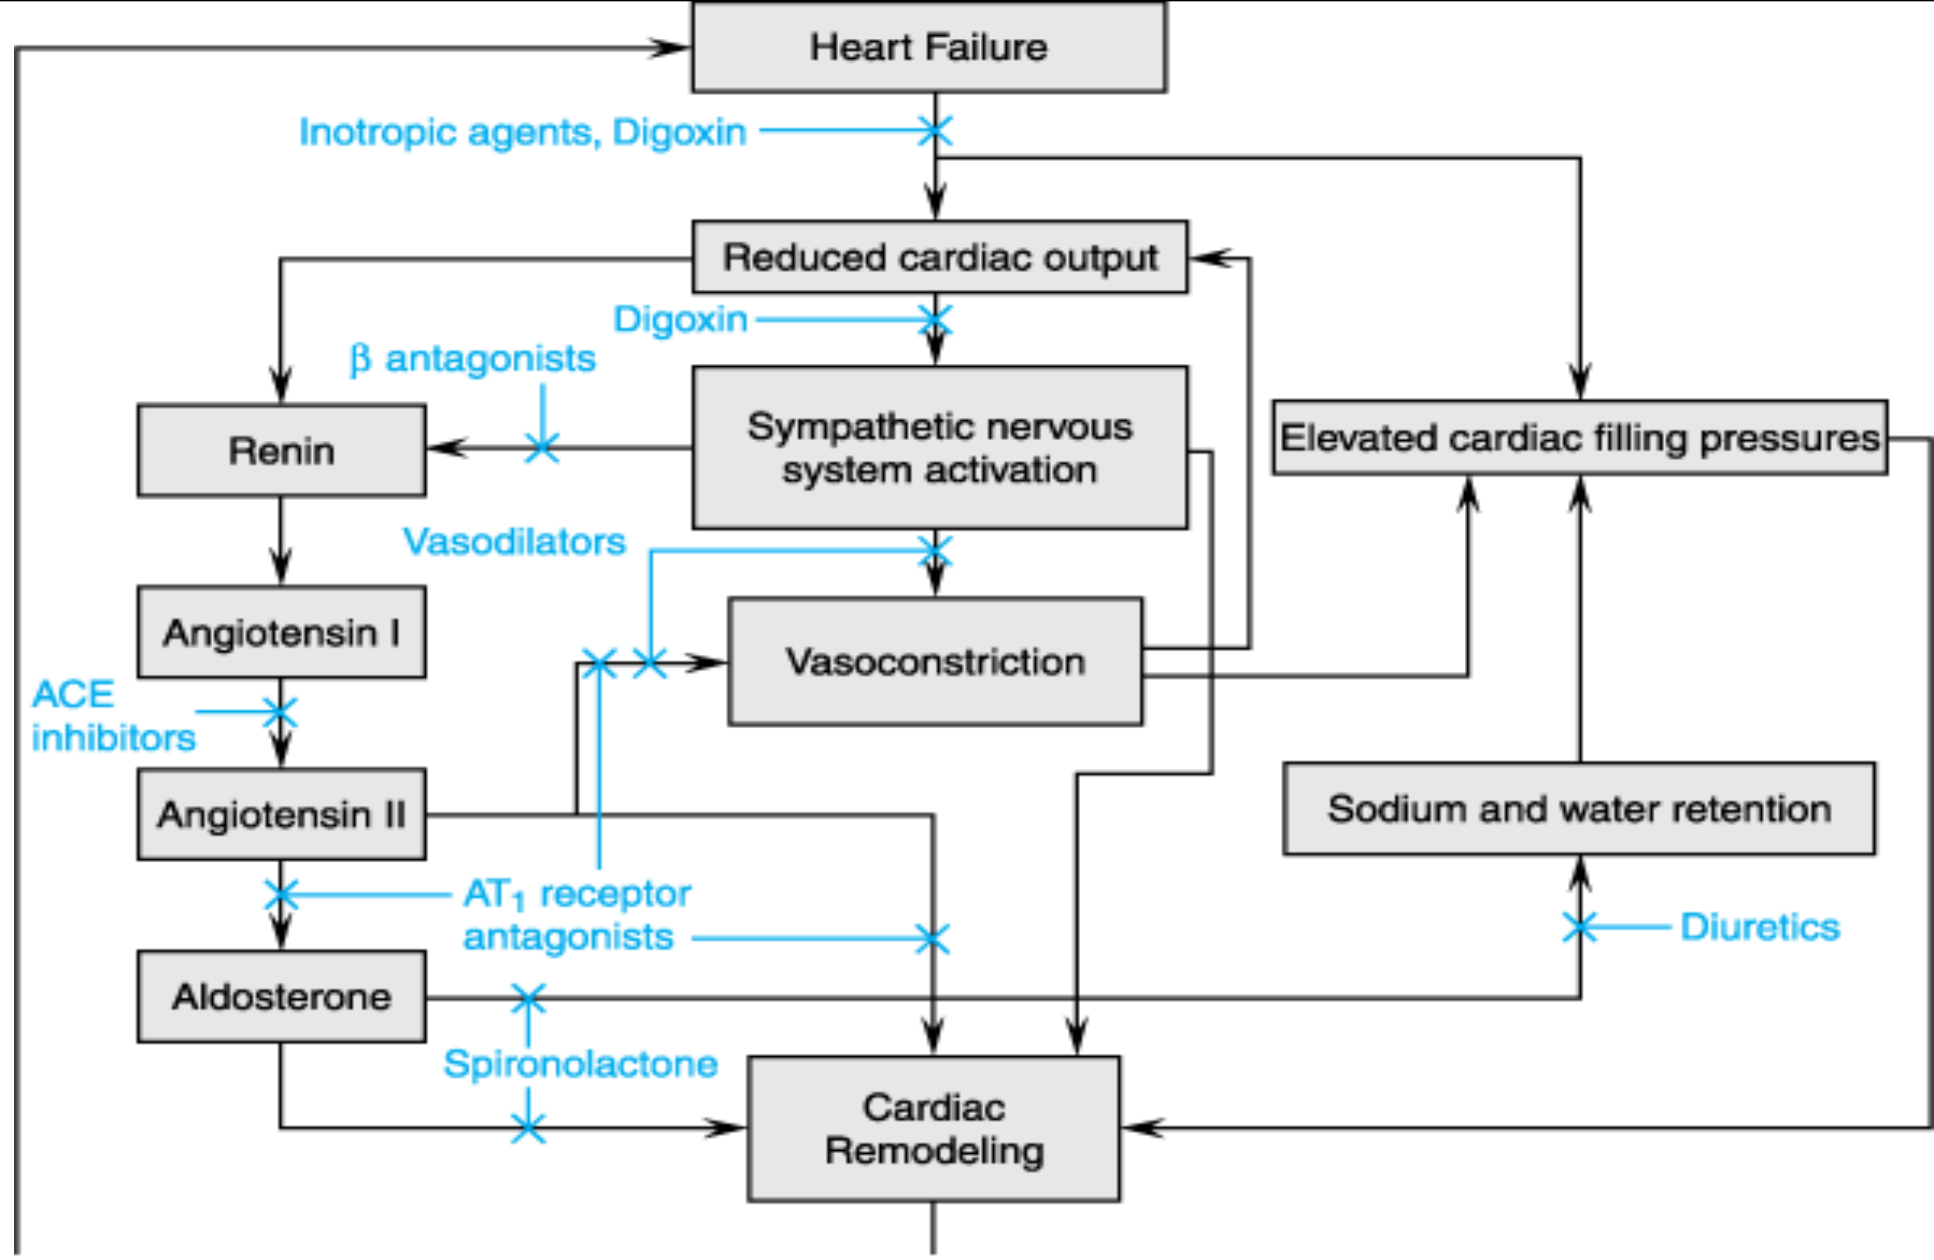 Heart Failure
Inotropic agents, Digoxin
Reduced cardiac output
Digoxin
β antagonists
Sympathetic nervous
system activation
Renin
Elevated cardiac filling pressures
Vasodilators
Angiotensin I
Vasoconstriction
ACE
inhibitors
Angiotensin II
Sodium and water retention
AT₁ receptor
antagonists
Diuretics
Aldosterone
Spironolactone
Cardiac
Remodeling